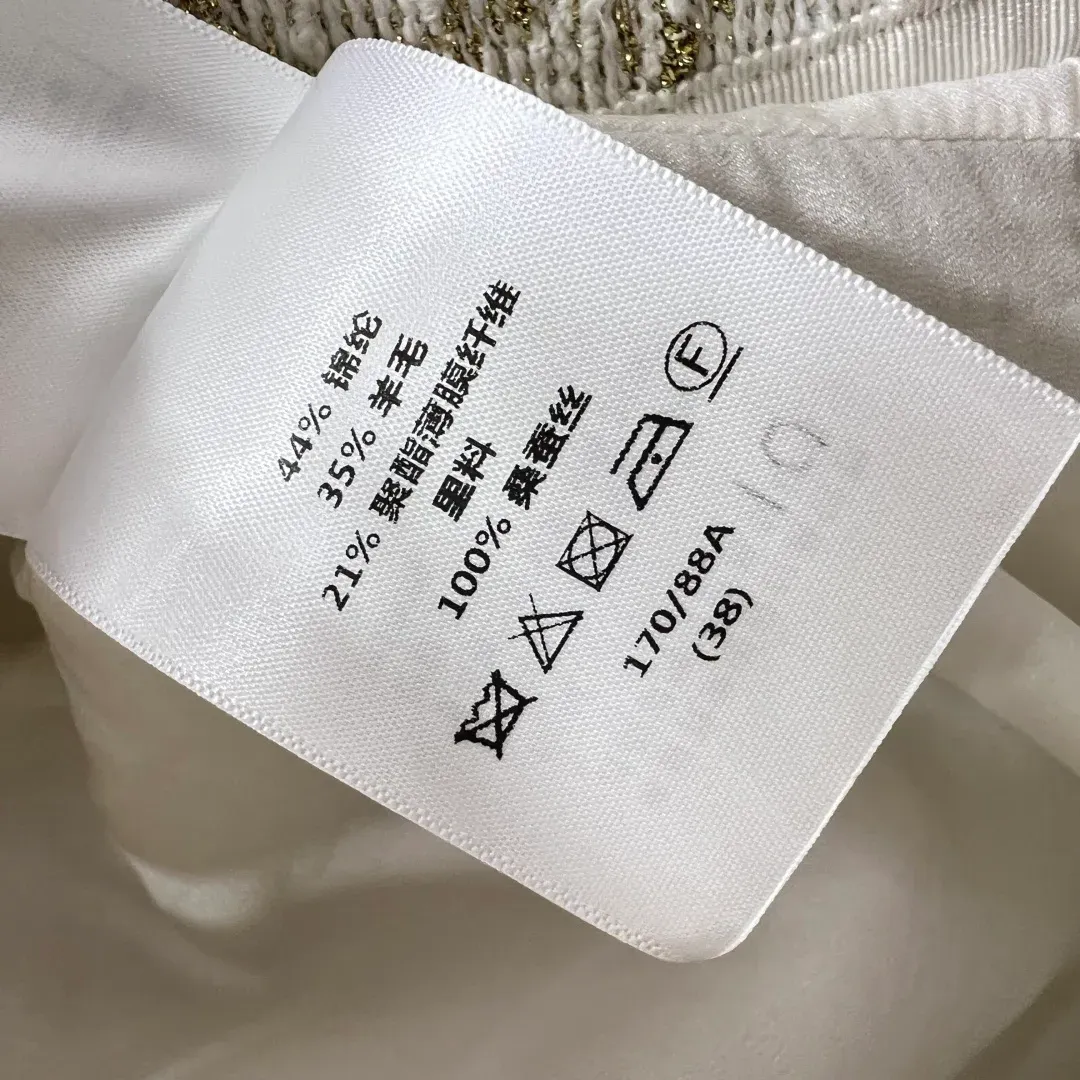 44% 锦纶
35% 羊毛
21% 聚酯薄膜纤维
里料
100% 桑蚕丝
F
170/88A
(38)
10